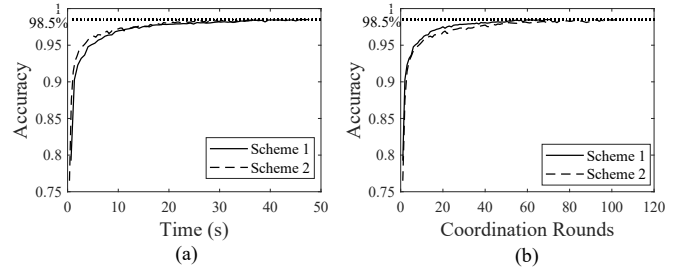 1
98.5%
0.95
0.9
0.85
0.8
0.75
Accuracy
Scheme 1
Scheme 2
0 10 20 30 40 50
Time (s)
(a)
1
98.5%
0.95
0.9
0.85
0.8
0.75
Accuracy
Scheme 1
Scheme 2
0 20 40 60 80 100 120
Coordination Rounds
(b)